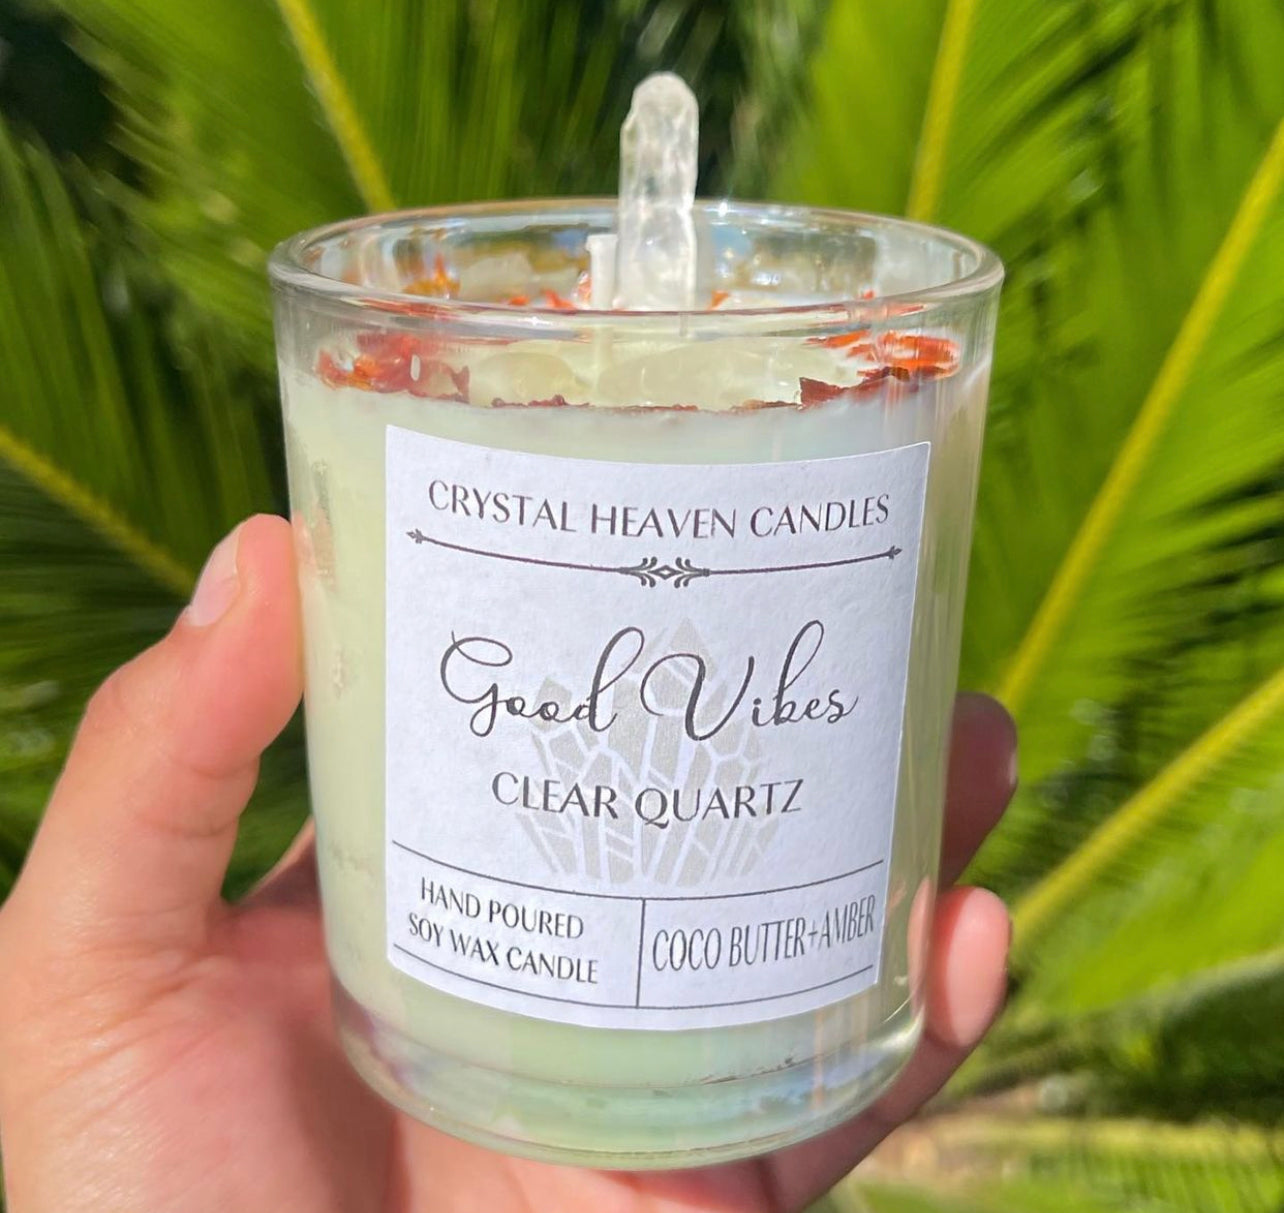 CRYSTAL HEAVEN CANDLES
Good Vibes
CLEAR QUARTZ
HAND POURED
SOY WAX CANDLE
COCO BUTTER+AMBER